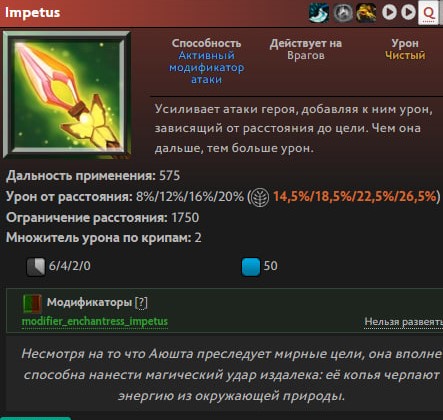 Impetus
Q
Способность
Активный
модификатор
атаки
Действует на
Врагов
Урон
Чистый
Усиливает атаки героя, добавляя к ним урон,
зависящий от расстояния до цели. Чем она
дальше, тем больше урон.
Дальность применения: 575
Урон от расстояния: 8%/12%/16%/20% ( 14,5%/18,5%/22,5%/26,5%)
Ограничение расстояния: 1750
Множитель урона по крипам: 2
6/4/2/0 50
Модификаторы [?]
modifier_enchantress_impetus Нельзя развеять
Несмотря на то что Аюшта преследует мирные цели, она вполне
способна нанести магический удар издалека: её копья черпают
энергию из окружающей природы.